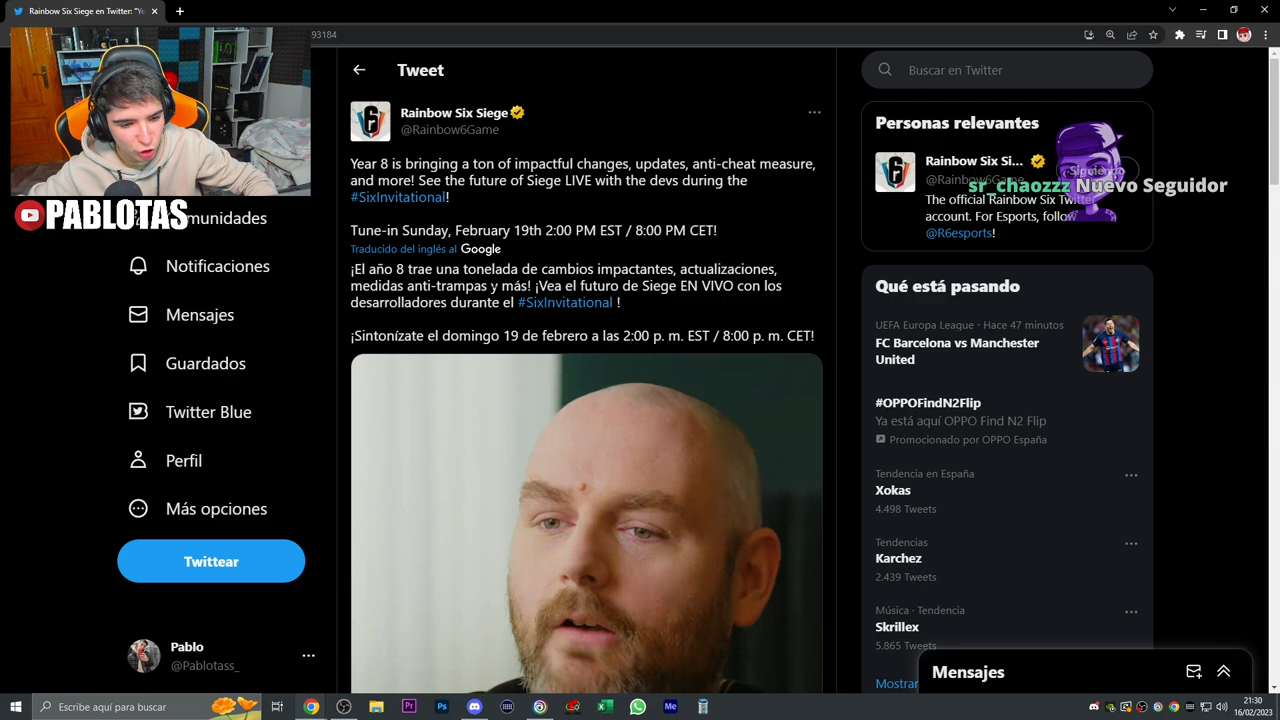 Rainbow Six Siege en Twitter: "Ye
93184
PABLOTAS
munidades
Notificaciones
Mensajes
Guardados
Twitter Blue
Perfil
Más opciones
Twittear
Pablo
@Pablotass_
Tweet
Rainbow Six Siege
@Rainbow6Game
Year 8 is bringing a ton of impactful changes, updates, anti-cheat measure,
and more! See the future of Siege LIVE with the devs during the
#SixInvitational!
Tune-in Sunday, February 19th 2:00 PM EST / 8:00 PM CET!
Traducido del inglés al Google
¡El año 8 trae una tonelada de cambios impactantes, actualizaciones,
medidas anti-trampas y más! ¡Vea el futuro de Siege EN VIVO con los
desarrolladores durante el #SixInvitational !
¡Sintonízate el domingo 19 de febrero a las 2:00 p. m. EST / 8:00 p. m. CET!
Buscar en Twitter
Personas relevantes
Rainbow Six Si...
@Rainbow6Game
Siguiendo
sr_chaozzz Nuevo Seguidor
The official Rainbow Six Twitter
account. For Esports, follow
@R6esports!
Qué está pasando
UEFA Europa League · Hace 47 minutos
FC Barcelona vs Manchester
United
#OPPOFindN2Flip
Ya está aquí OPPO Find N2 Flip
Promocionado por OPPO España
Tendencia en España
Xokas
4.498 Tweets
Tendencias
Karchez
2.439 Tweets
Música · Tendencia
Skrillex
5.865 Tweets
Mostrar
Mensajes
Escribe aquí para buscar
Pr
Ps
Me
21:30
16/02/2023